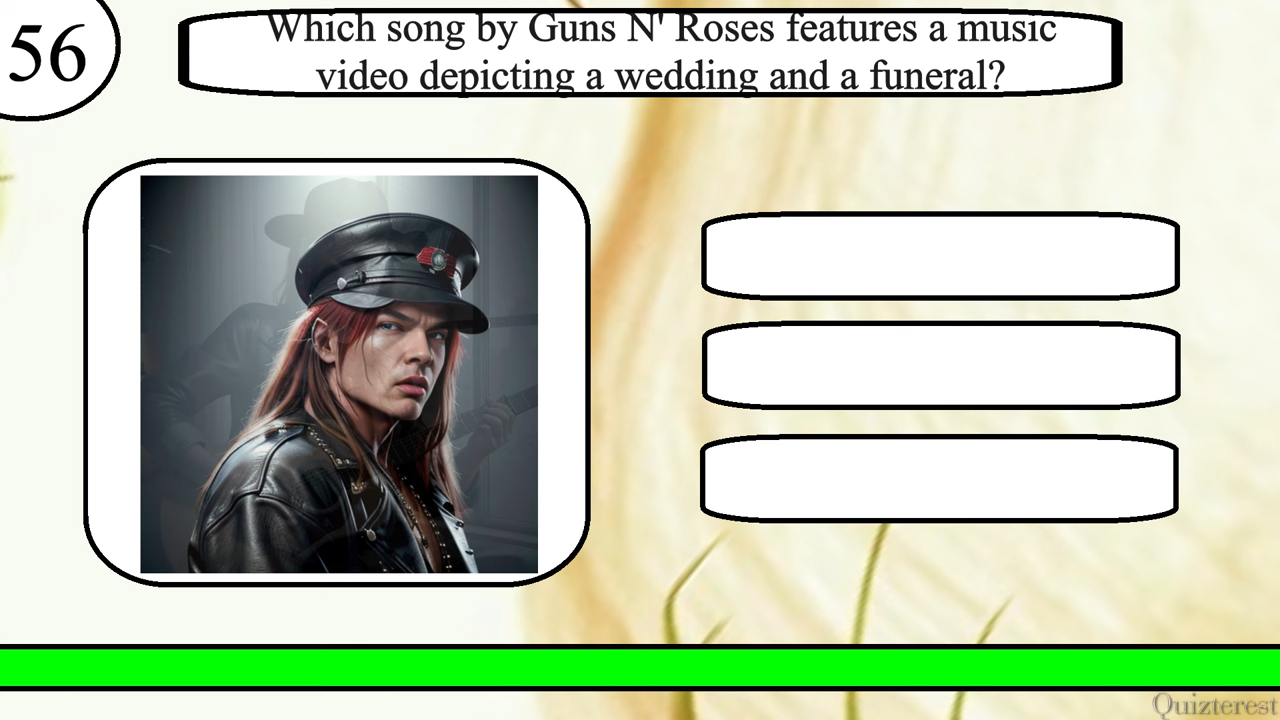 56
Which song by Guns N' Roses features a music
video depicting a wedding and a funeral?
Quizterest